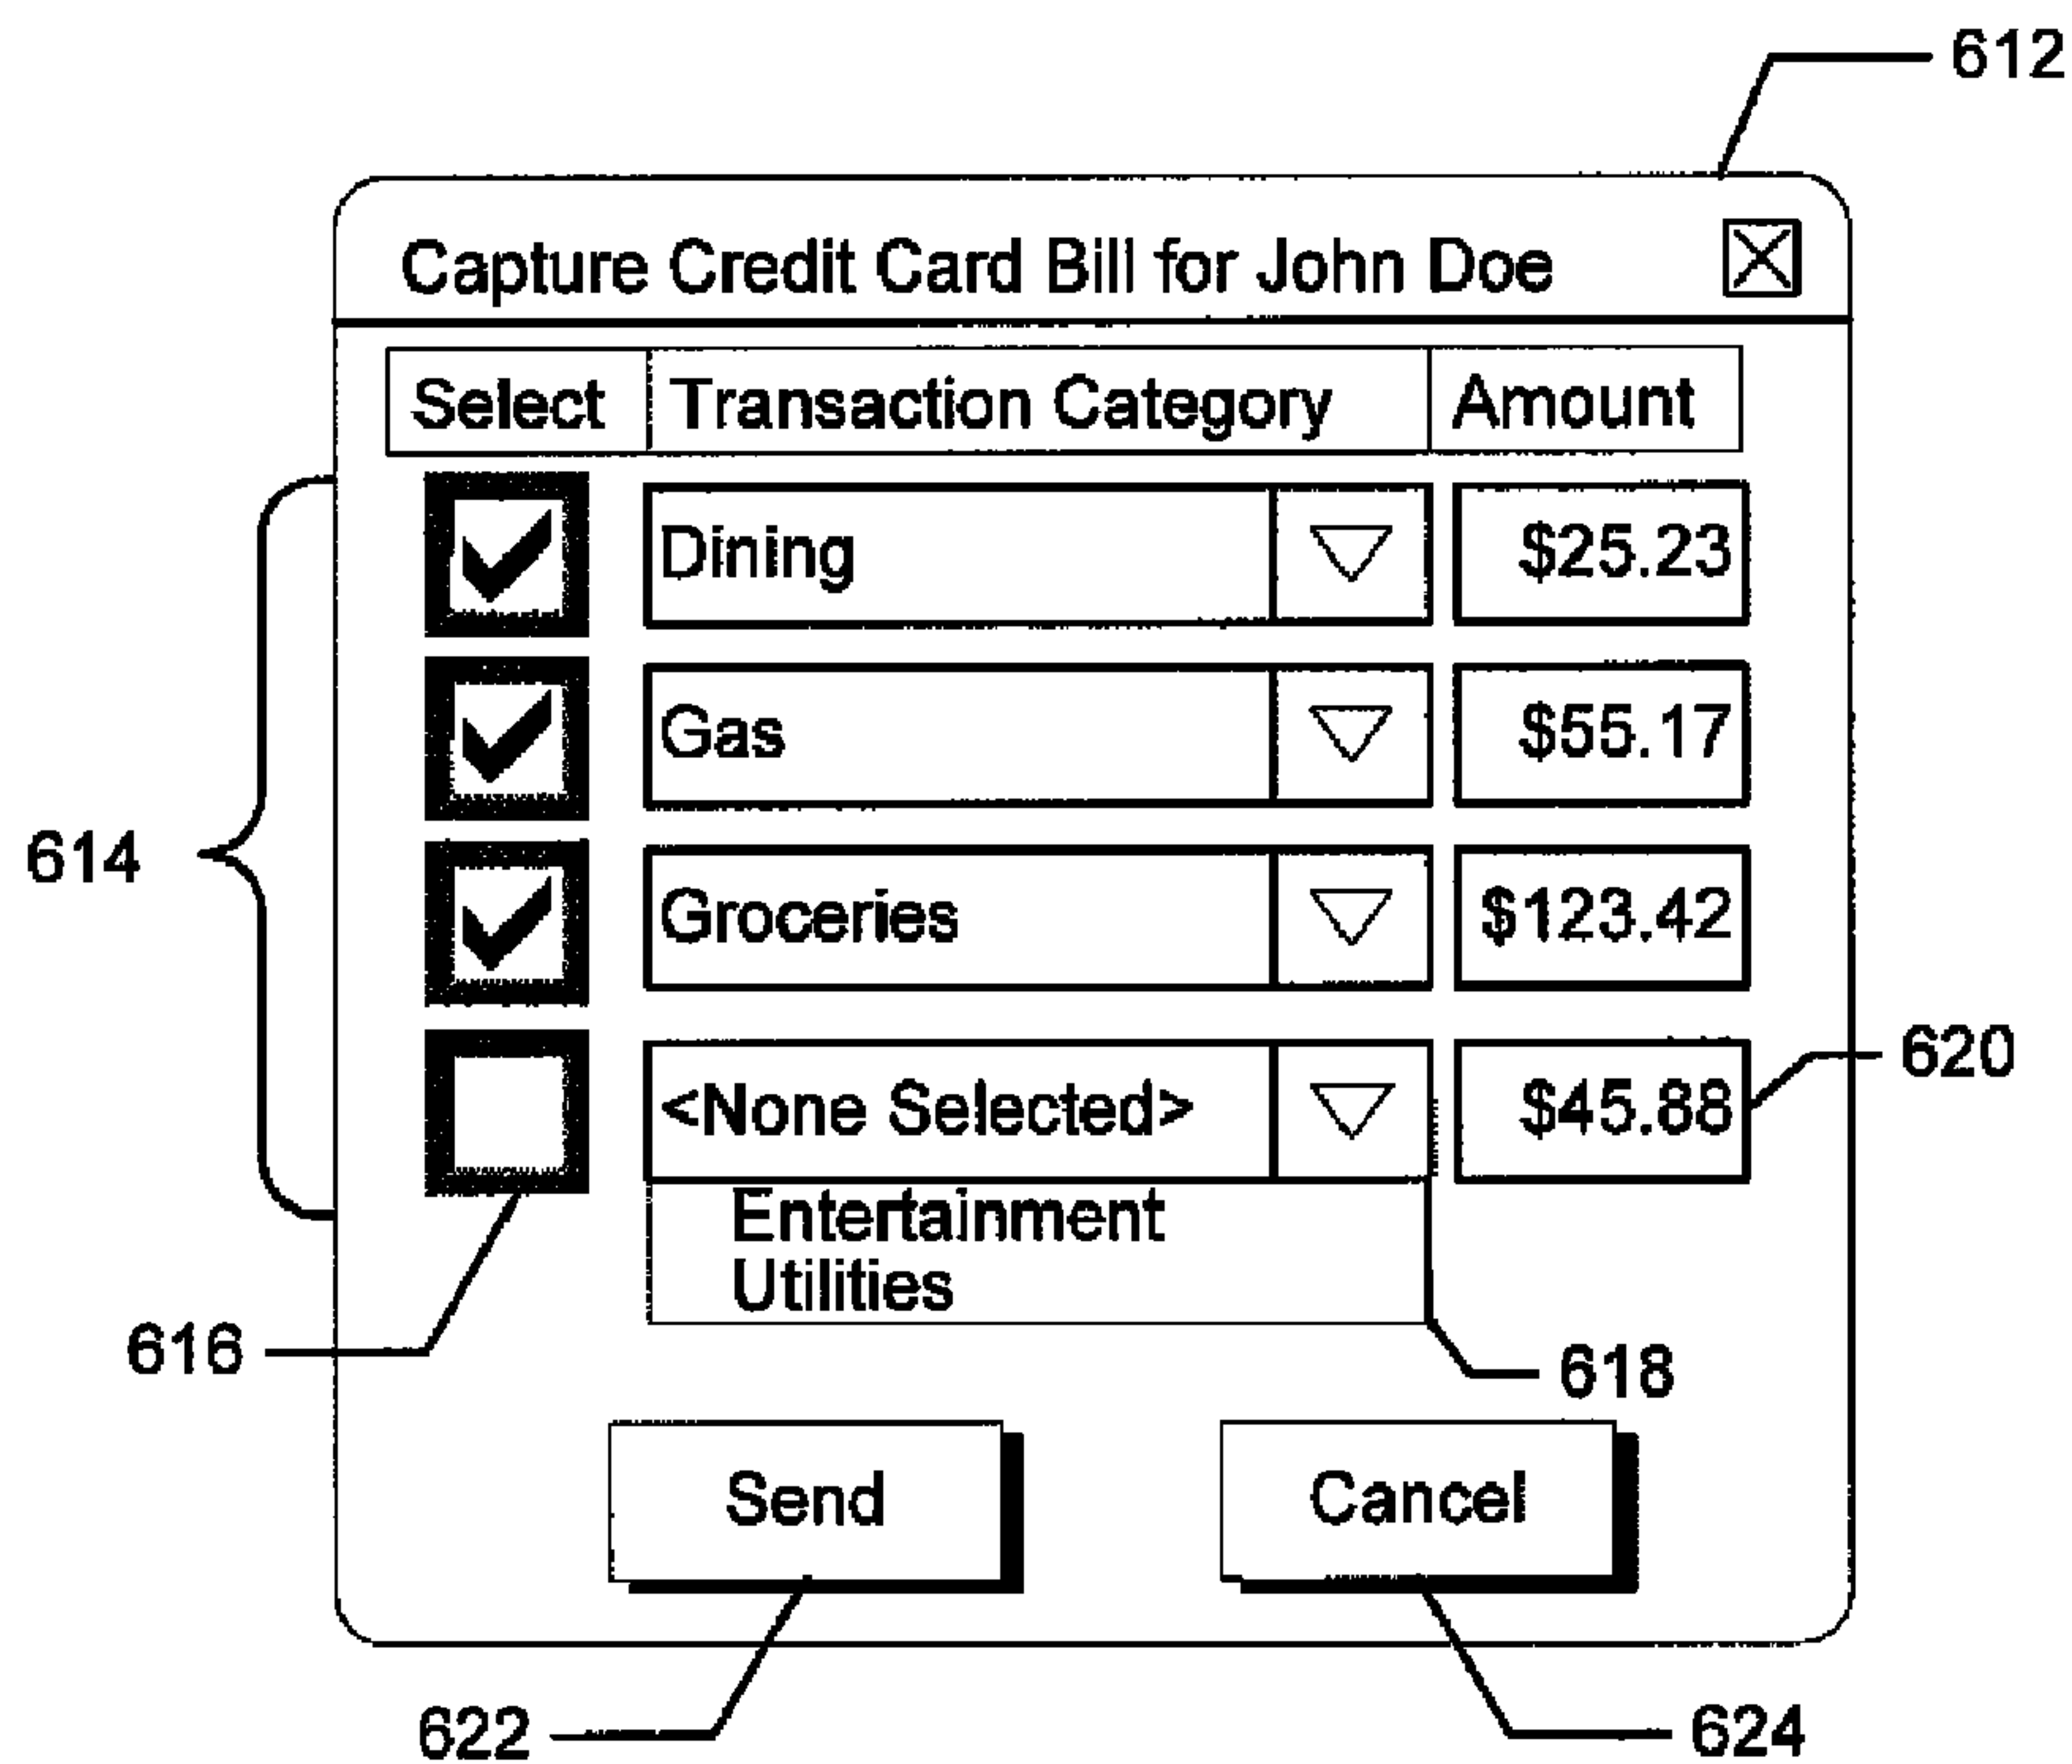 612
Capture Credit Card Bill for John Doe
Select Transaction Category Amount
Dining $25.23
Gas $55.17
614
Groceries $123.42
620
<None Selected> $45.88
Entertainment
Utilities
616
618
Send Cancel
622 624